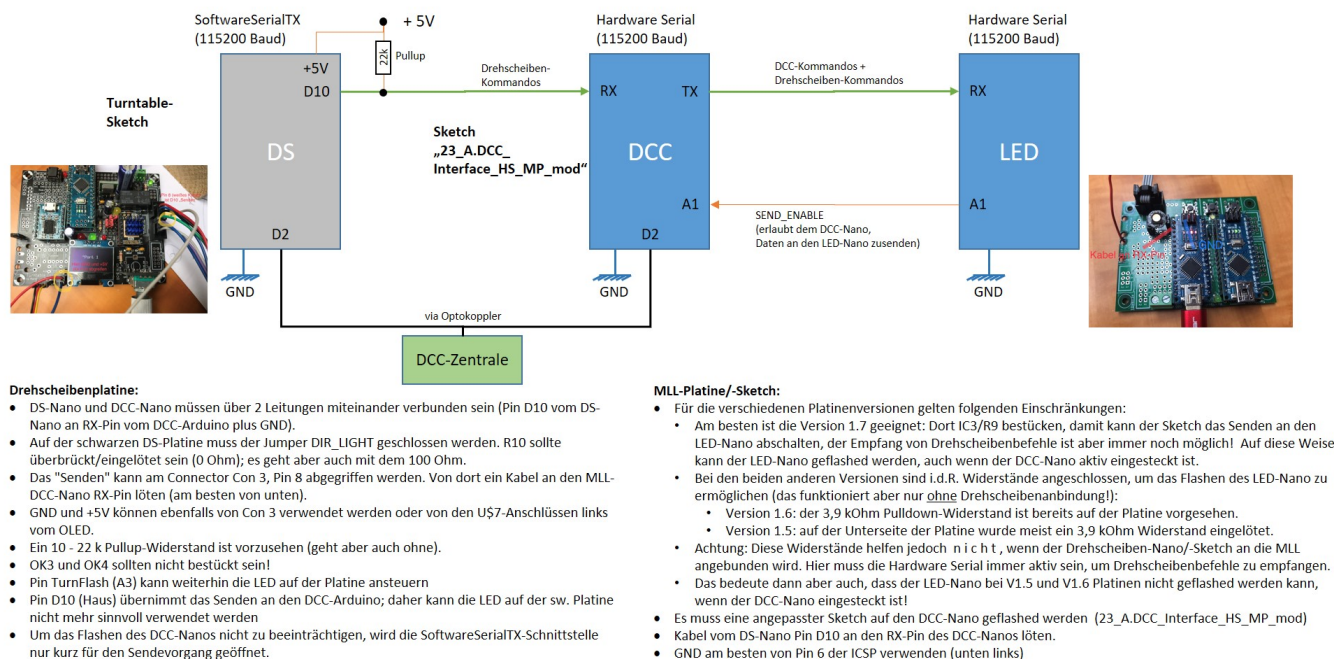 SoftwareSerialTX
(115200 Baud)
+ 5V
22k
Pullup
Hardware Serial
(115200 Baud)
Hardware Serial
(115200 Baud)
+5V
D10
Drehscheiben-
Kommandos
RX
TX
DCC-Kommandos +
Drehscheiben-Kommandos
RX
Turntable-
Sketch
DS
Sketch
„23_A.DCC_
Interface_HS_MP_mod“
DCC
LED
A1
SEND_ENABLE
(erlaubt dem DCC-Nano,
Daten an den LED-Nano zusenden)
A1
D2
D2
GND
GND
GND
Kabel an RX-Pin
GND
via Optokoppler
DCC-Zentrale
Drehscheibenplatine:
• DS-Nano und DCC-Nano müssen über 2 Leitungen miteinander verbunden sein (Pin D10 vom DS-
Nano an RX-Pin vom DCC-Arduino plus GND).
• Auf der schwarzen DS-Platine muss der Jumper DIR_LIGHT geschlossen werden. R10 sollte
überbrückt/eingelötet sein (0 Ohm); es geht aber auch mit dem 100 Ohm.
• Das "Senden" kann am Connector Con 3, Pin 8 abgegriffen werden. Von dort ein Kabel an den MLL-
DCC-Nano RX-Pin löten (am besten von unten).
• GND und +5V können ebenfalls von Con 3 verwendet werden oder von den U$7-Anschlüssen links
vom OLED.
• Ein 10 - 22 k Pullup-Widerstand ist vorzusehen (geht aber auch ohne).
• OK3 und OK4 sollten nicht bestückt sein!
• Pin TurnFlash (A3) kann weiterhin die LED auf der Platine ansteuern
• Pin D10 (Haus) übernimmt das Senden an den DCC-Arduino; daher kann die LED auf der sw. Platine
nicht mehr sinnvoll verwendet werden
• Um das Flashen des DCC-Nanos nicht zu beeinträchtigen, wird die SoftwareSerialTX-Schnittstelle
nur kurz für den Sendevorgang geöffnet.
MLL-Platine/-Sketch:
• Für die verschiedenen Platinenversionen gelten folgenden Einschränkungen:
• Am besten ist die Version 1.7 geeignet: Dort IC3/R9 bestücken, damit kann der Sketch das Senden an den
LED-Nano abschalten, der Empfang von Drehscheibenbefehle ist aber immer noch möglich! Auf diese Weise
kann der LED-Nano geflashed werden, auch wenn der DCC-Nano aktiv eingesteckt ist.
• Bei den beiden anderen Versionen sind i.d.R. Widerstände angeschlossen, um das Flashen des LED-Nano zu
ermöglichen (das funktioniert aber nur ohne Drehscheibenanbindung!):
• Version 1.6: der 3,9 kOhm Pulldown-Widerstand ist bereits auf der Platine vorgesehen.
• Version 1.5: auf der Unterseite der Platine wurde meist ein 3,9 kOhm Widerstand eingelötet.
• Achtung: Diese Widerstände helfen jedoch n i c h t , wenn der Drehscheiben-Nano/-Sketch an die MLL
angebunden wird. Hier muss die Hardware Serial immer aktiv sein, um Drehscheibenbefehle zu empfangen.
• Das bedeute dann aber auch, dass der LED-Nano bei V1.5 und V1.6 Platinen nicht geflashed werden kann,
wenn der DCC-Nano eingesteckt ist!
• Es muss eine angepasster Sketch auf den DCC-Nano geflashed werden (23_A.DCC_Interface_HS_MP_mod)
• Kabel vom DS-Nano Pin D10 an den RX-Pin des DCC-Nanos löten.
• GND am besten von Pin 6 der ICSP verwenden (unten links)